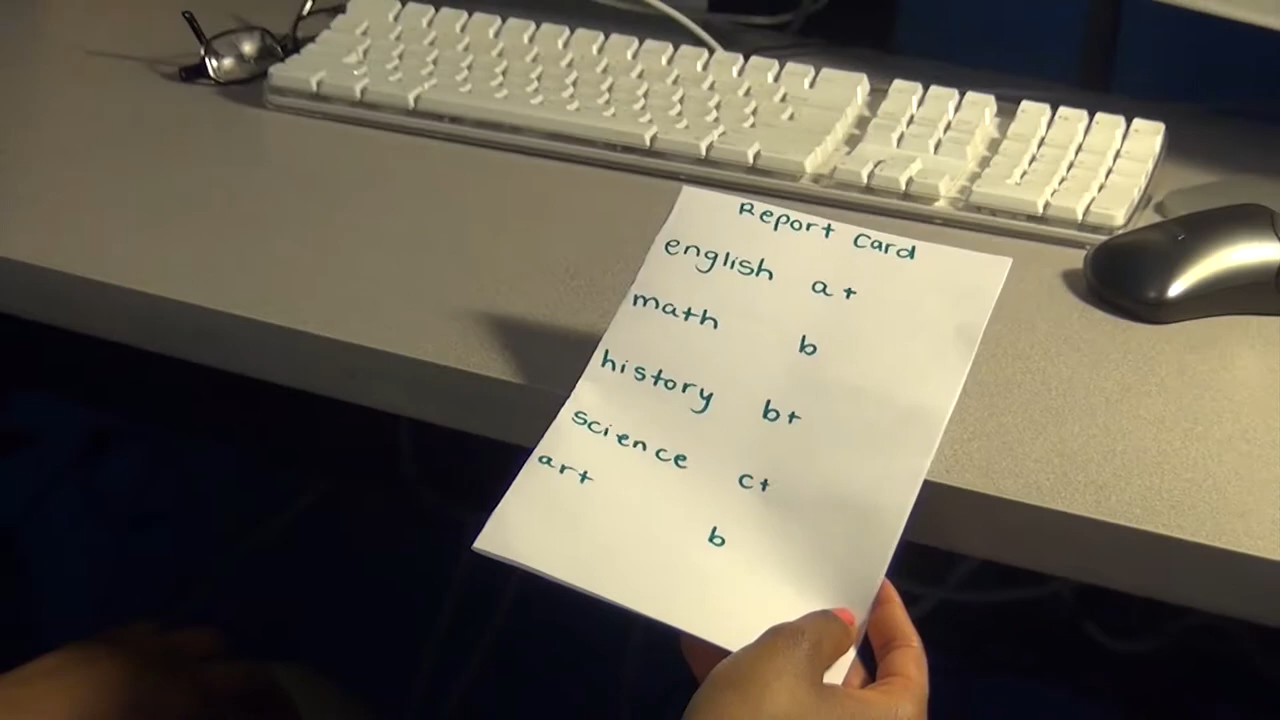 Report Card
english a+
math b
history b+
science c+
art b